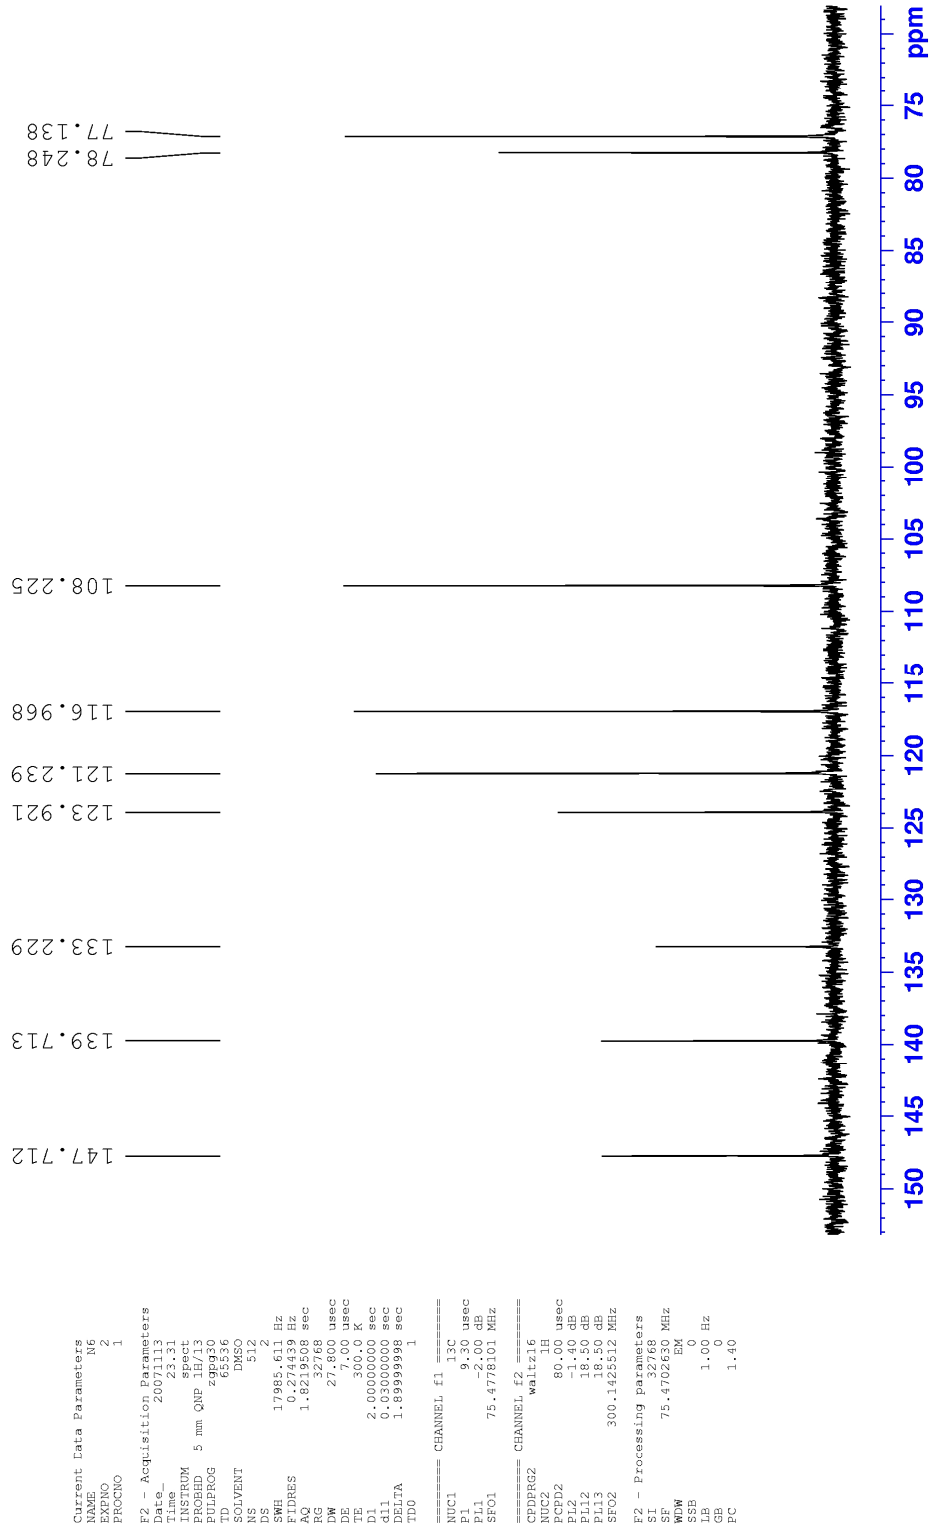 Current Data Parameters
NAME N6
EXPNO 2
PROCNO 1
F2 - Acquisition Parameters
Date_ 20071113
Time 23.31
INSTRUM spect
PROBHD 5 mm QNP 1H/13
PULPROG zgpg30
TD 65536
SOLVENT DMSO
NS 512
DS 2
SWH 17985.611 Hz
FIDRES 0.274439 Hz
AQ 1.8219508 sec
RG 32768
DW 27.800 usec
DE 7.00 usec
TE 300.0 K
D1 2.00000000 sec
d11 0.03000000 sec
DELTA 1.89999998 sec
TD0 1
======== CHANNEL f1 ========
NUC1 13C
P1 9.30 usec
PL1 -2.00 dB
SFO1 75.4778101 MHz
======== CHANNEL f2 ========
CPDPRG2 waltz16
NUC2 1H
PCPD2 80.00 usec
PL2 -1.40 dB
PL12 18.50 dB
PL13 18.50 dB
SFO2 300.1425512 MHz
F2 - Processing parameters
SI 32768
SF 75.4702630 MHz
WDW EM
SSB 0
LB 1.00 Hz
GB 0
PC 1.40
147.712
139.713
133.229
123.921
121.239
116.968
108.225
78.248
77.138
150 145 140 135 130 125 120 115 110 105 100 95 90 85 80 75 ppm